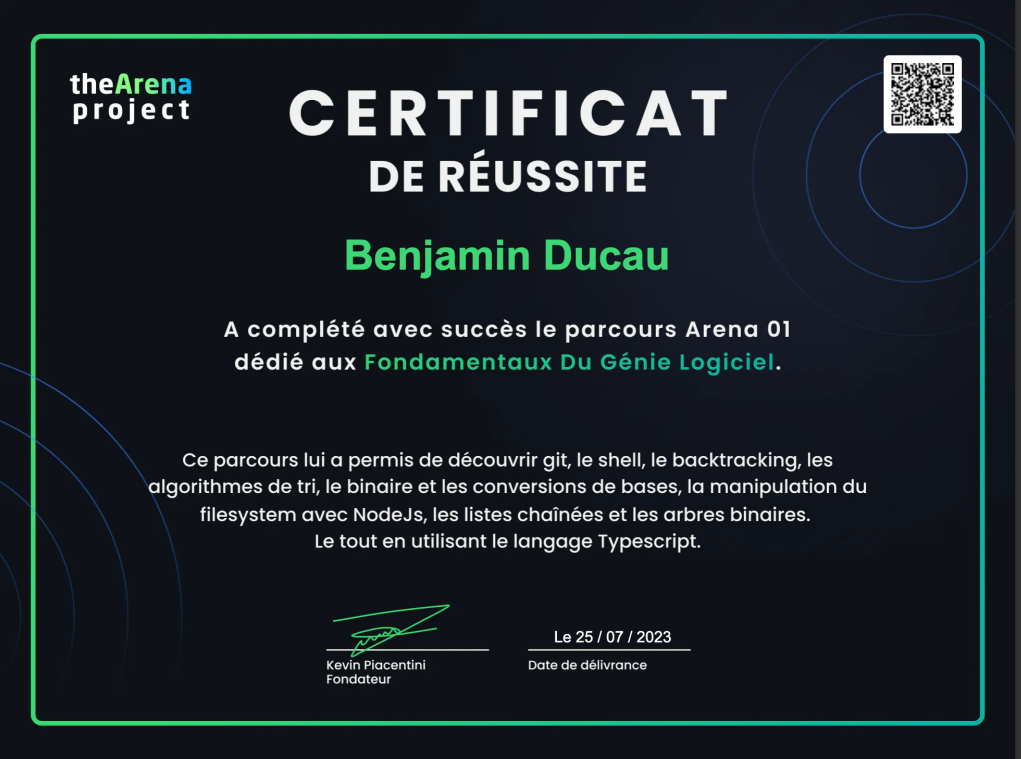 theArena
project
CERTIFICAT
DE RÉUSSITE
Benjamin Ducau
A complété avec succès le parcours Arena 01
dédié aux Fondamentaux Du Génie Logiciel.
Ce parcours lui a permis de découvrir git, le shell, le backtracking, les
algorithmes de tri, le binaire et les conversions de bases, la manipulation du
filesystem avec NodeJs, les listes chaînées et les arbres binaires.
Le tout en utilisant le langage Typescript.
Le 25 / 07 / 2023
Kevin Piacentini
Fondateur
Date de délivrance